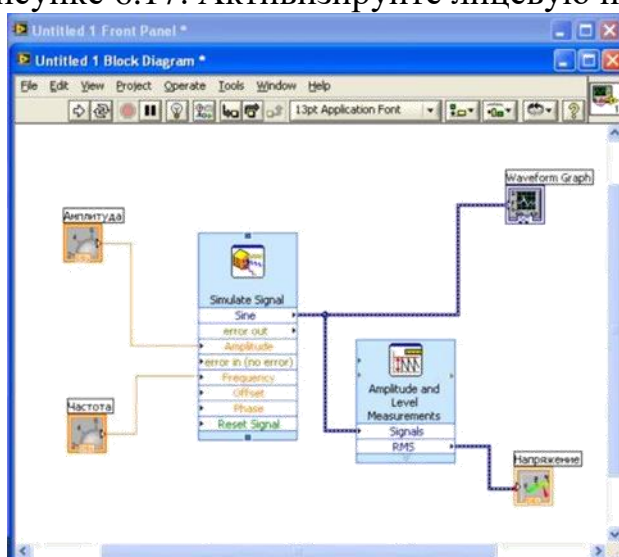 исунке 6.17. Активизируйте лицевую п
Untitled 1 Front Panel *
Untitled 1 Block Diagram *
File Edit View Project Operate Tools Window Help
13pt Application Font
Waveform Graph
Амплитуда
Simulate Signal
Sine
error out
Amplitude
error in (no error)
Frequency
Offset
Phase
Reset Signal
Amplitude and
Level
Measurements
Signals
RMS
Частота
Напряжение